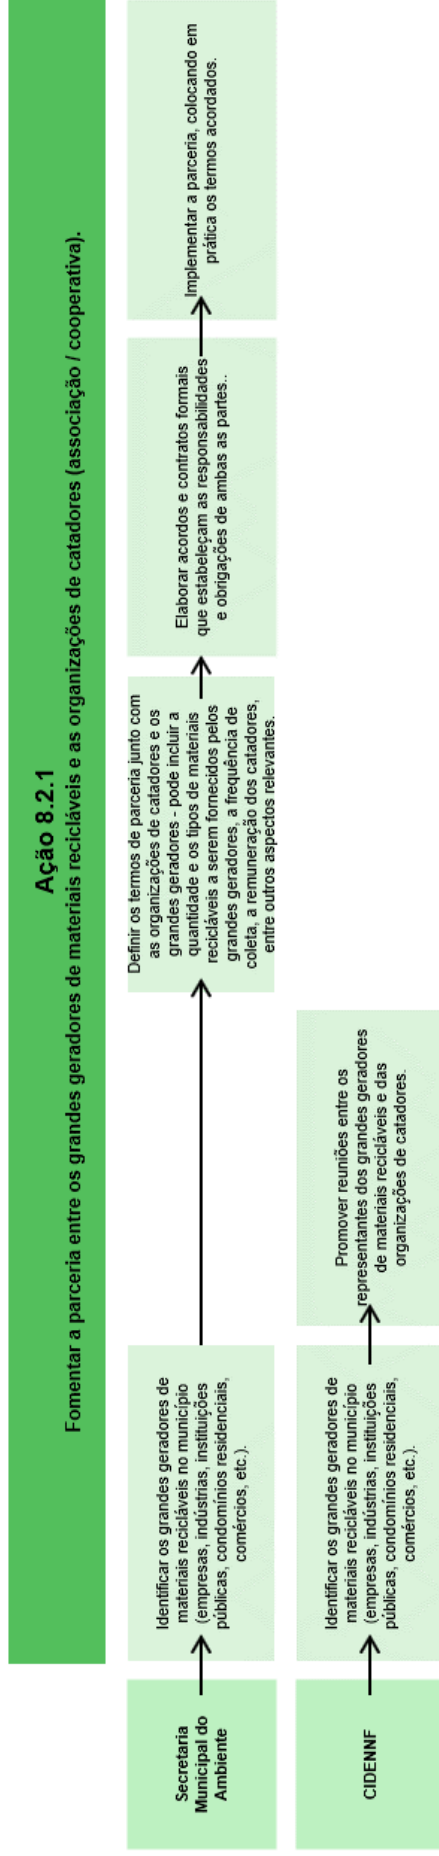 Ação 8.2.1
Fomentar a parceria entre os grandes geradores de materiais recicláveis e as organizações de catadores (associação / cooperativa).
Secretaria
Municipal do
Ambiente
Identificar os grandes geradores de
materiais recicláveis no município
(empresas, indústrias, instituições
públicas, condomínios residenciais,
comércios, etc.).
Definir os termos de parceria junto com
as organizações de catadores e os
grandes geradores - pode incluir a
quantidade e os tipos de materiais
recicláveis a serem fornecidos pelos
grandes geradores, a frequência de
coleta, a remuneração dos catadores,
entre outros aspectos relevantes.
Elaborar acordos e contratos formais
que estabeleçam as responsabilidades
e obrigações de ambas as partes..
Implementar a parceria, colocando em
prática os termos acordados.
CIDENNF
Identificar os grandes geradores de
materiais recicláveis no município
(empresas, indústrias, instituições
públicas, condomínios residenciais,
comércios, etc.).
Promover reuniões entre os
representantes dos grandes geradores
de materiais recicláveis e das
organizações de catadores.